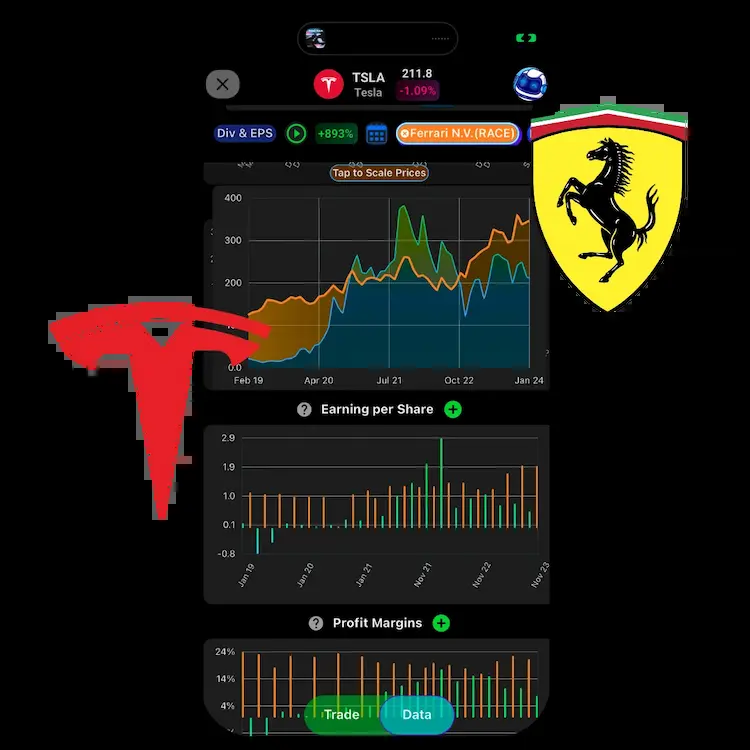 TSLA 211.8
Tesla -1.09%
Div & EPS +893% Ferrari N.V.(RACE)
Tap to Scale Prices
400
300
200
0.0
Feb 19 Apr 20 Jul 21 Oct 22 Jan 24
? Earning per Share +
2.9
1.9
1.0
0.1
-0.8
Jan 19 Jan 20 Jan 21 Nov 21 Nov 22 Nov 23
? Profit Margins +
24%
14%
4%
Trade Data